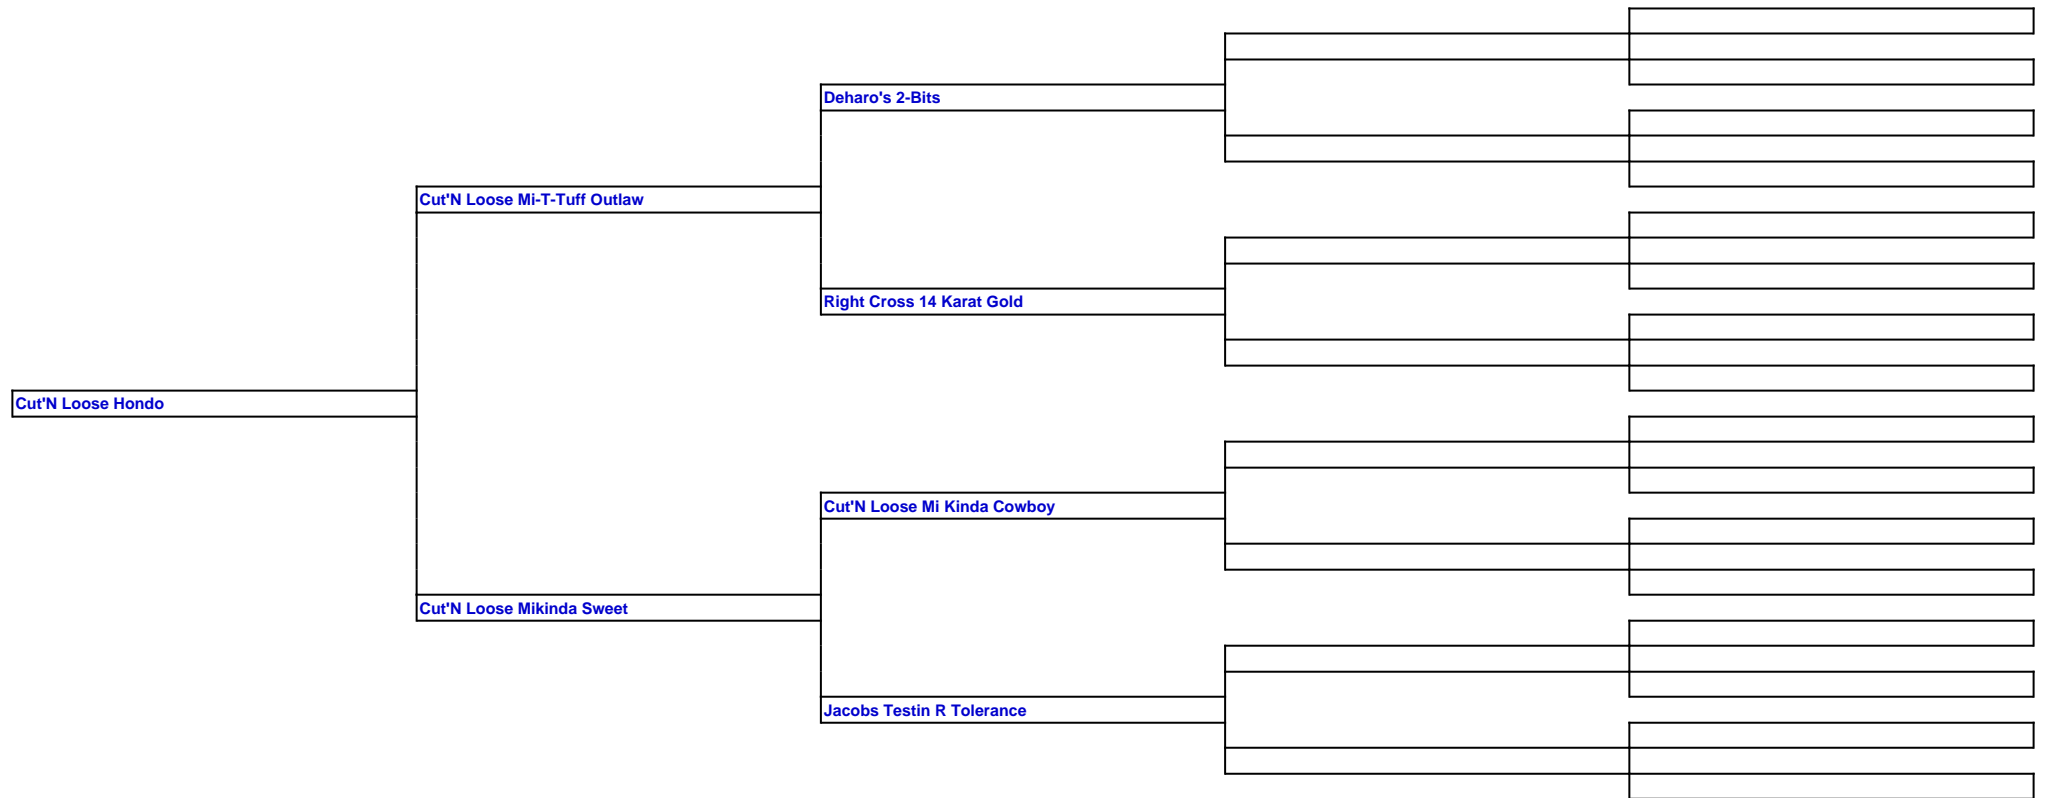 Deharo's 2-Bits
Cut'N Loose Mi-T-Tuff Outlaw
Right Cross 14 Karat Gold
Cut'N Loose Hondo
Cut'N Loose Mi Kinda Cowboy
Cut'N Loose Mikinda Sweet
Jacobs Testin R Tolerance